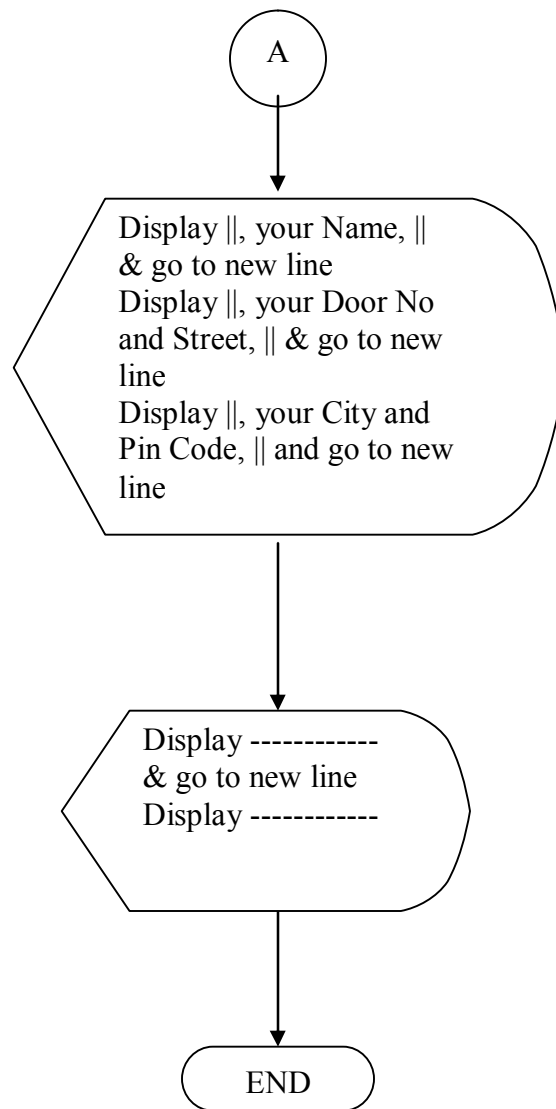 A
Display ||, your Name, ||
& go to new line
Display ||, your Door No
and Street, || & go to new
line
Display ||, your City and
Pin Code, || and go to new
line
Display ------------
& go to new line
Display ------------
END